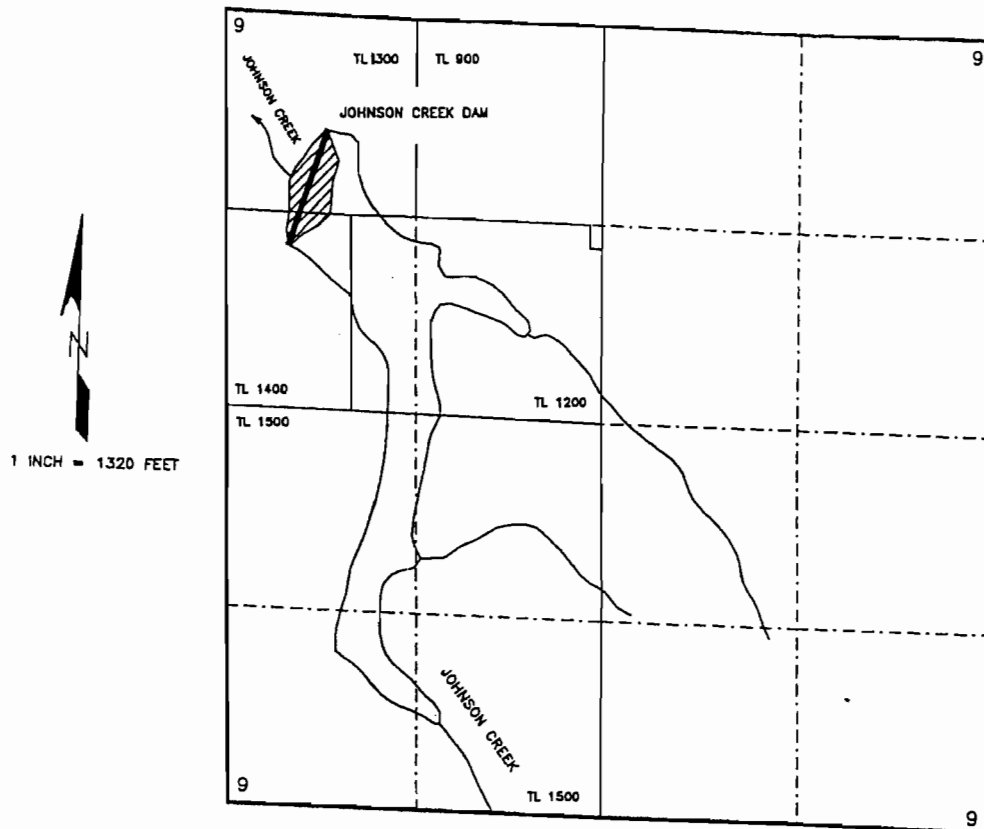 9
9
TL 1300
TL 900
JOHNSON CREEK
JOHNSON CREEK DAM
N
1 INCH = 1320 FEET
TL 1400
TL 1200
TL 1500
JOHNSON CREEK
9
TL 1500
9